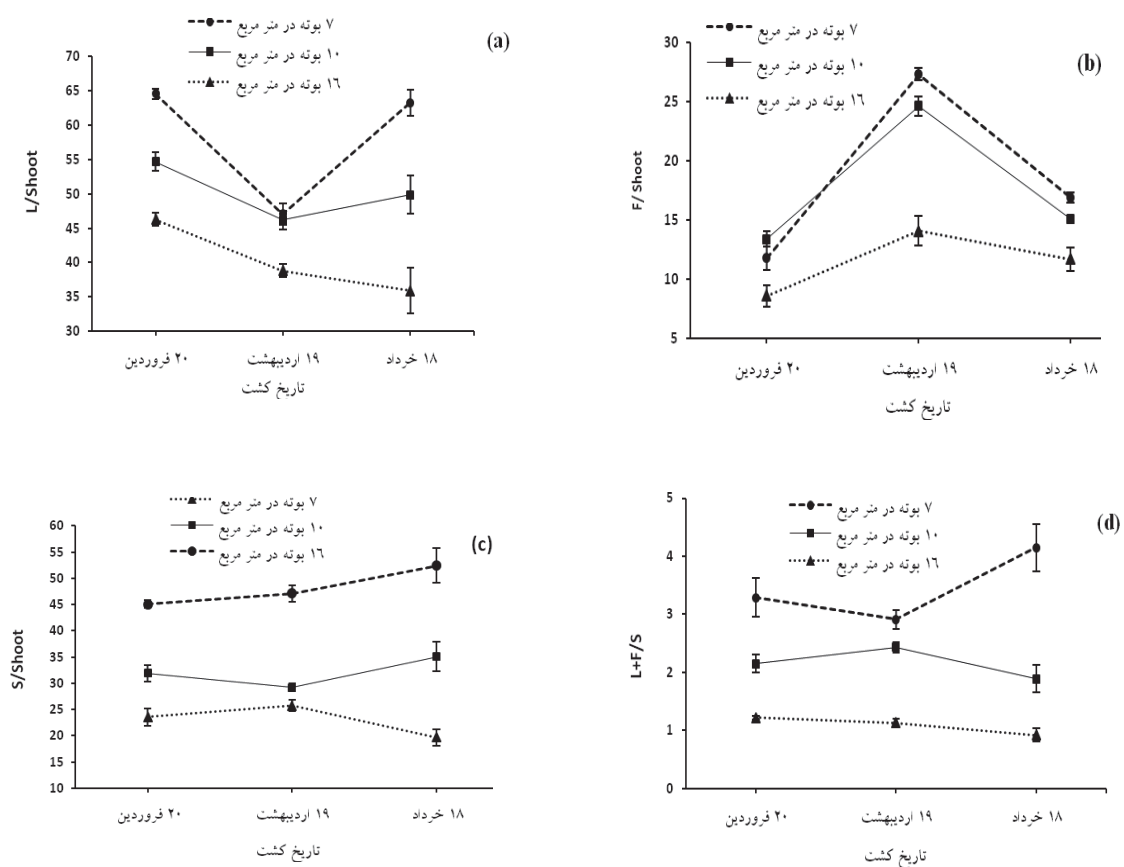 (a)
۷ بوته در متر مربع
۱۰ بوته در متر مربع
۱۶ بوته در متر مربع
L/Shoot
70
65
60
55
50
45
40
35
30
۲۰ فروردین
۱۹ اردیبهشت
۱۸ خرداد
تاریخ کشت
(b)
۷ بوته در متر مربع
۱۰ بوته در متر مربع
۱۶ بوته در متر مربع
F/ Shoot
30
25
20
15
10
5
۲۰ فروردین
۱۹ اردیبهشت
۱۸ خرداد
تاریخ کشت
(c)
۷ بوته در متر مربع
۱۰ بوته در متر مربع
۱۶ بوته در متر مربع
S/Shoot
60
55
50
45
40
35
30
25
20
15
10
۲۰ فروردین
۱۹ اردیبهشت
۱۸ خرداد
تاریخ کشت
(d)
۷ بوته در متر مربع
۱۰ بوته در متر مربع
۱۶ بوته در متر مربع
L+F/S
5
4
3
2
1
0
۲۰ فروردین
۱۹ اردیبهشت
۱۸ خرداد
تاریخ کشت